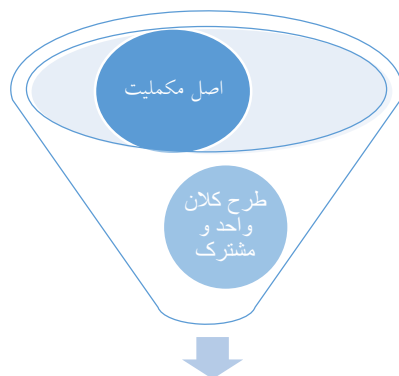 اصل مکملیت
طرح کلان
واحد و
مشترک